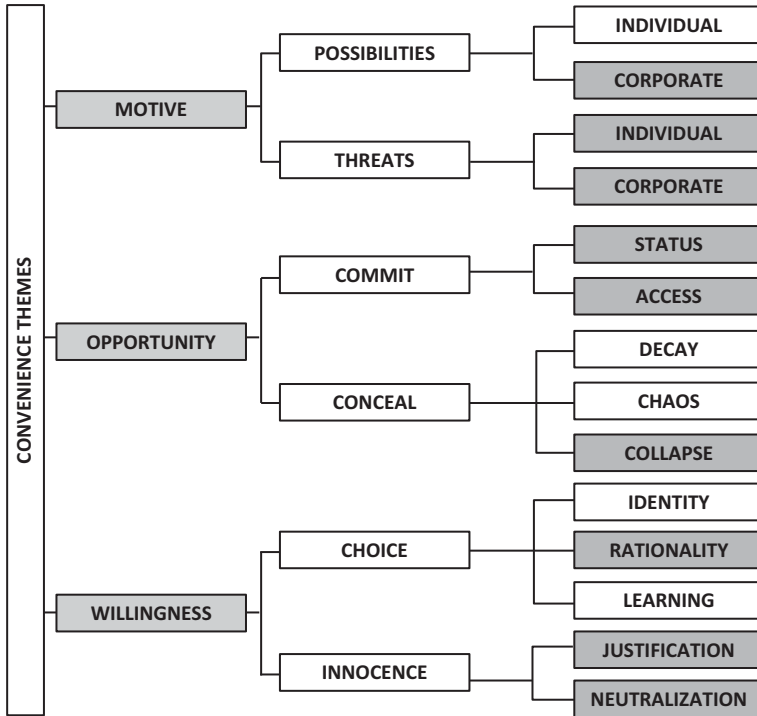 CONVENIENCE THEMES
MOTIVE
POSSIBILITIES
INDIVIDUAL
CORPORATE
THREATS
INDIVIDUAL
CORPORATE
OPPORTUNITY
COMMIT
STATUS
ACCESS
CONCEAL
DECAY
CHAOS
COLLAPSE
WILLINGNESS
CHOICE
IDENTITY
RATIONALITY
LEARNING
INNOCENCE
JUSTIFICATION
NEUTRALIZATION